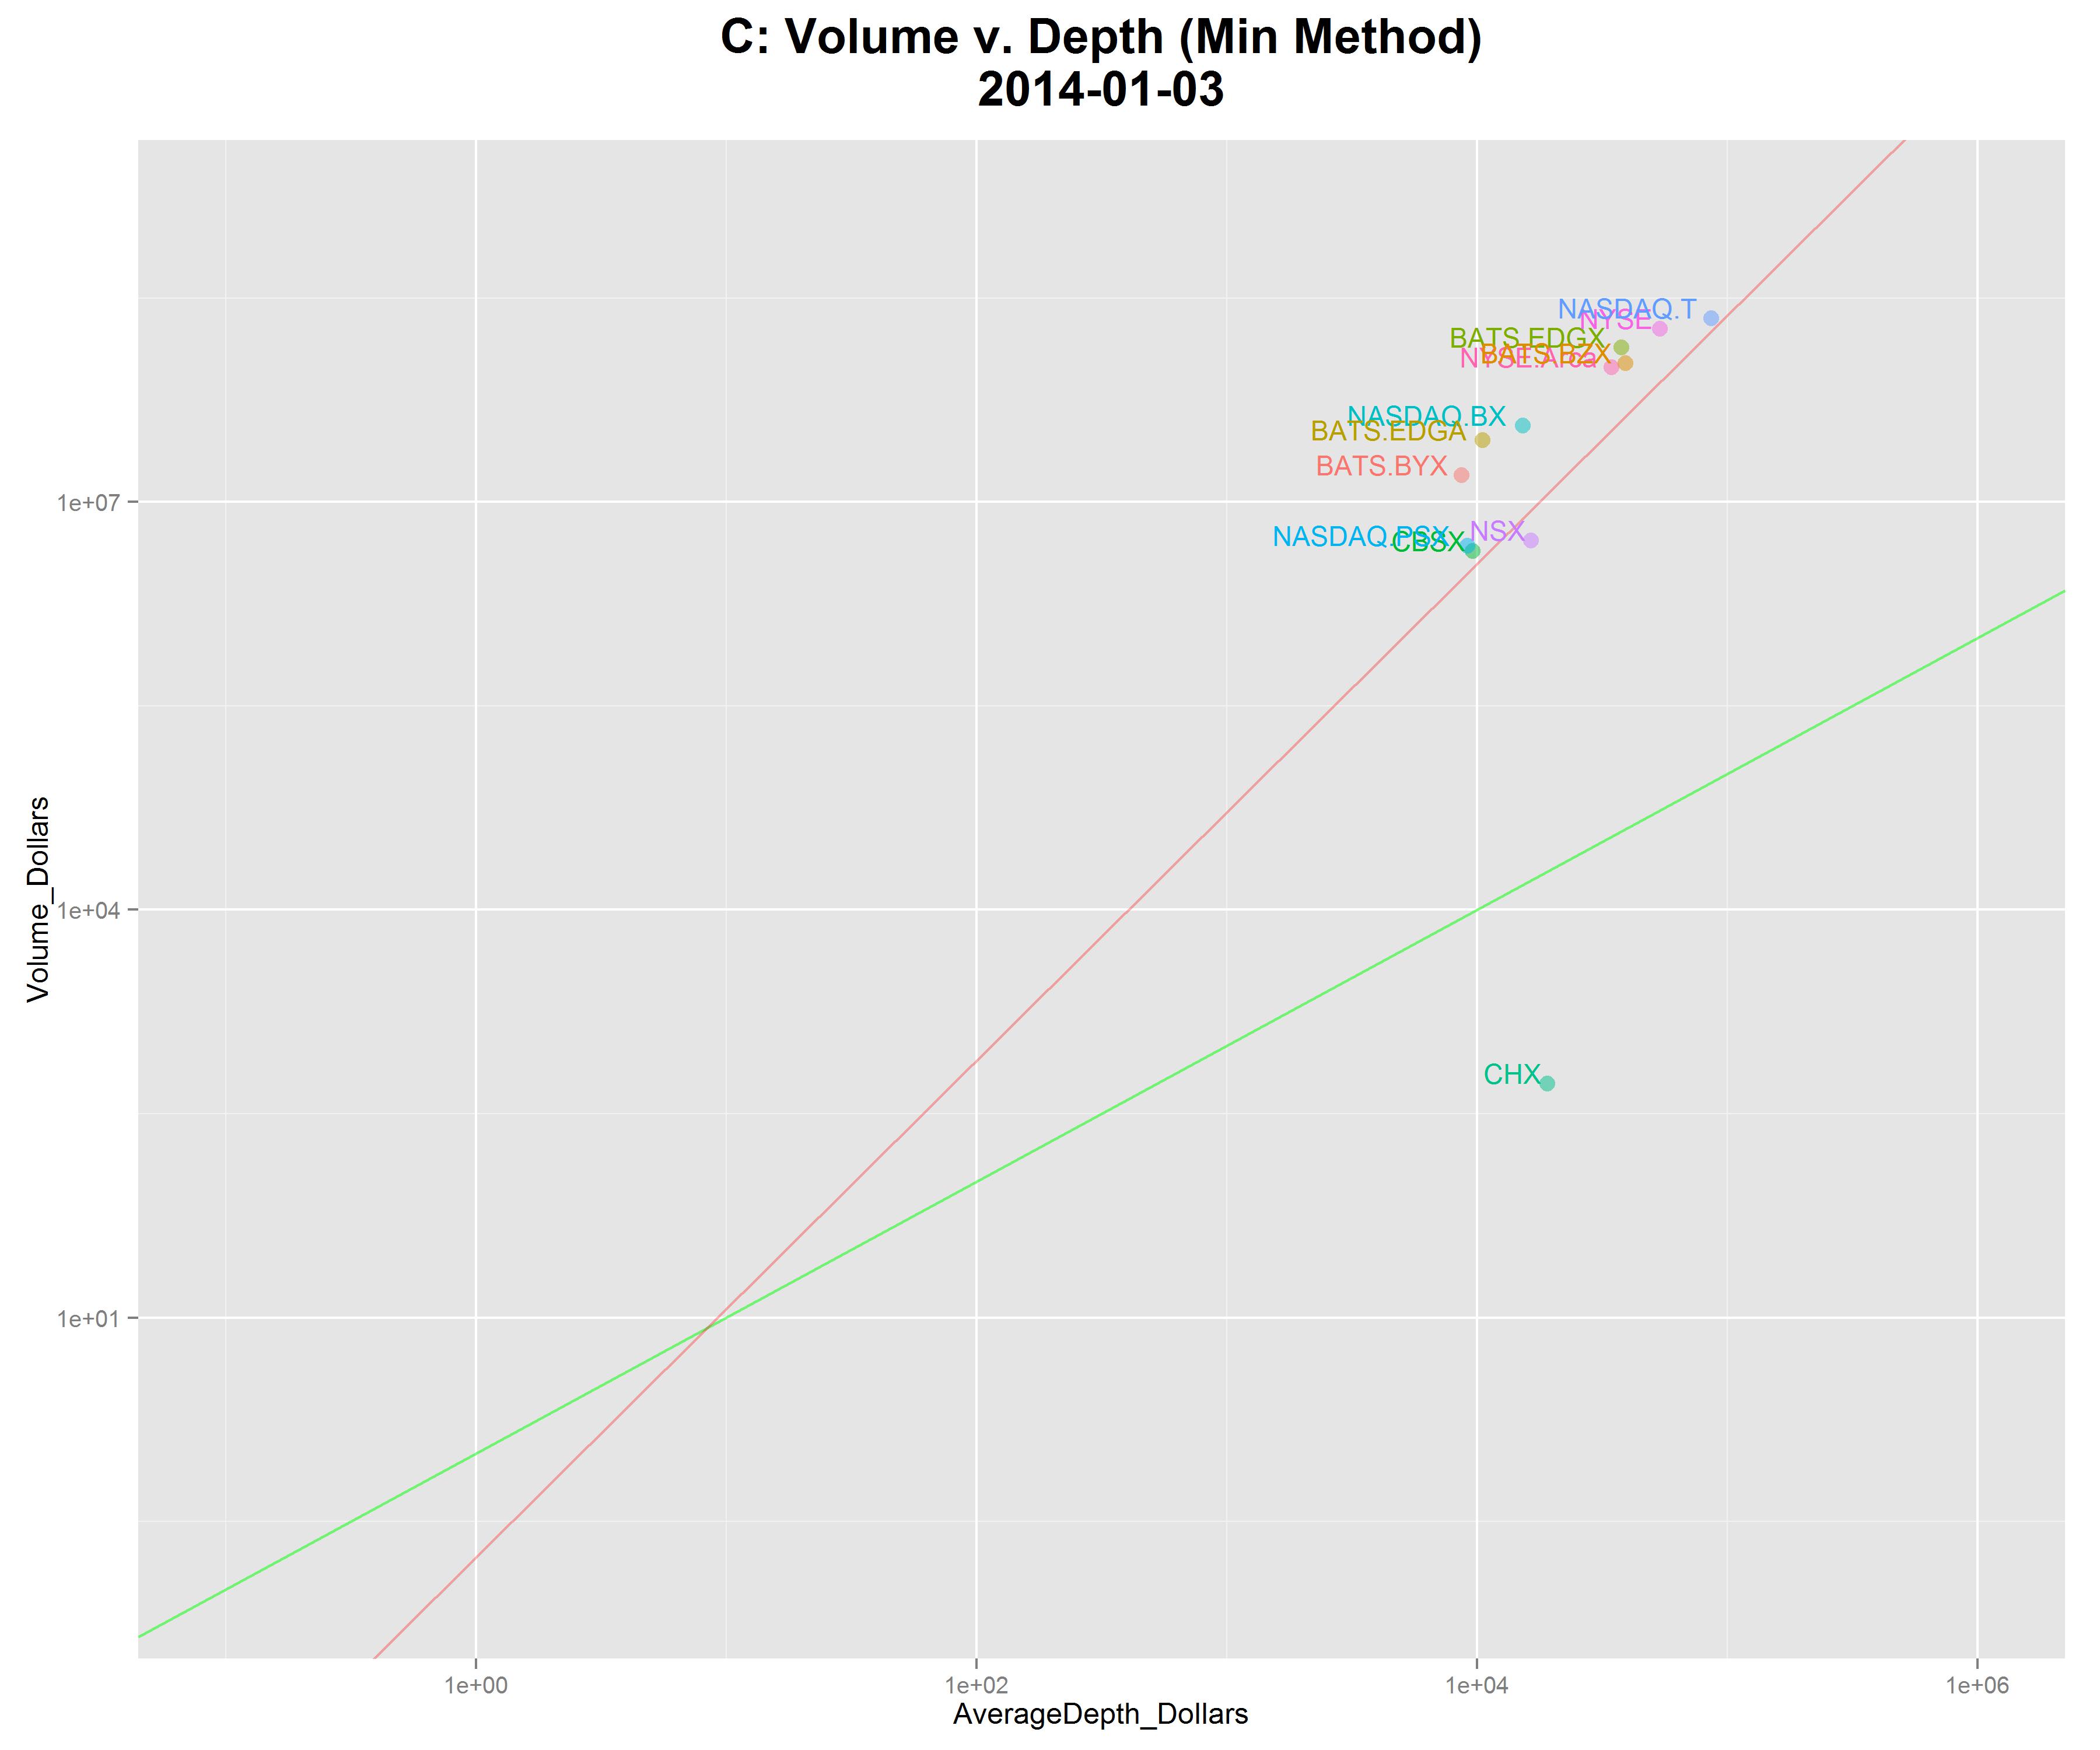 C: Volume v. Depth (Min Method)
2014-01-03
NASDAQ.T
NYSE
BATS.EDGX
BATS.BZX
NYSE.Arca
NASDAQ.BX
BATS.EDGA
BATS.BYX
1e+07
NSX
NASDAQ.PSX
CBSX
Volume_Dollars
1e+04
CHX
1e+01
1e+00
1e+02
1e+04
1e+06
AverageDepth_Dollars